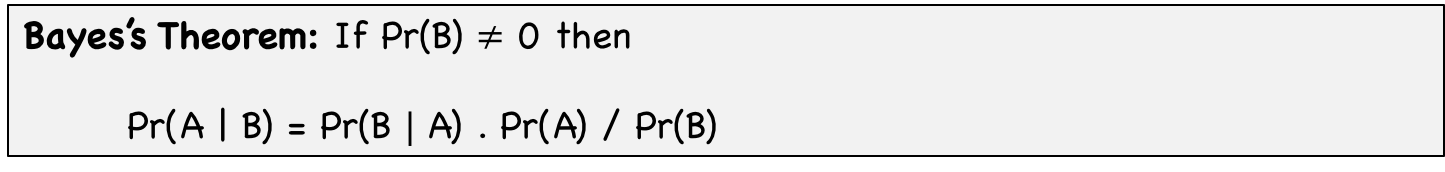 Bayes's Theorem: If Pr(B) ≠ 0 then
Pr(A | B) = Pr(B | A) . Pr(A) / Pr(B)